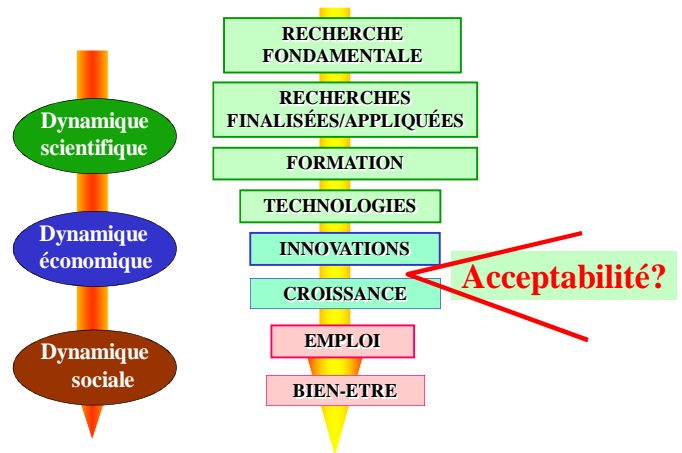 RECHERCHE
FONDAMENTALE
RECHERCHES
FINALISÉES/APPLIQUÉES
Dynamique
scientifique
FORMATION
TECHNOLOGIES
Dynamique
économique
INNOVATIONS
Acceptabilité?
CROISSANCE
EMPLOI
Dynamique
sociale
BIEN-ETRE